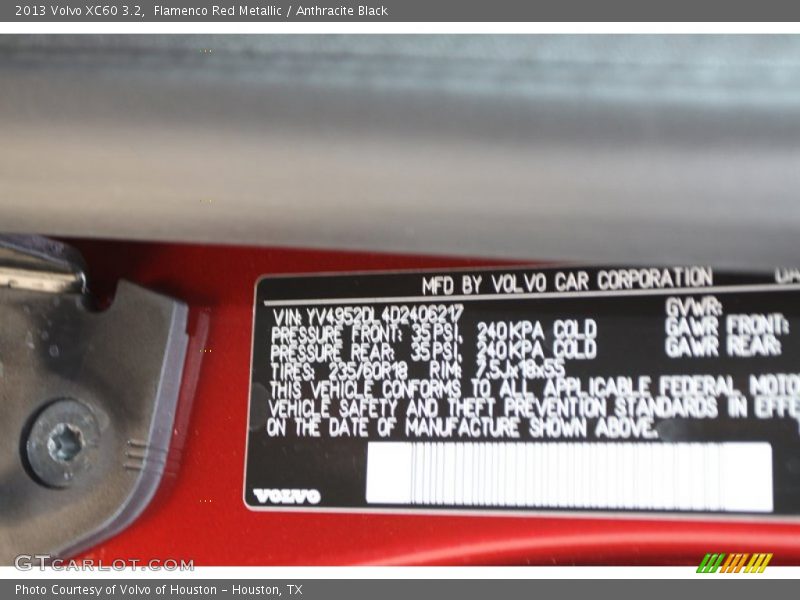 2013 Volvo XC60 3.2, Flamenco Red Metallic / Anthracite Black
MFD BY VOLVO CAR CORPORATION
VIN: YV4952DL4D2406217
GVWR:
PRESSURE FRONT: 35 PSI, 240 KPA COLD
GAWR FRONT:
PRESSURE REAR: 35 PSI, 240 KPA COLD
GAWR REAR:
TIRES: 235/60R18 RIM: 7.5Jx18x55
THIS VEHICLE CONFORMS TO ALL APPLICABLE FEDERAL MOTO
VEHICLE SAFETY AND THEFT PREVENTION STANDARDS IN EFFE
ON THE DATE OF MANUFACTURE SHOWN ABOVE.
VOLVO
GTCARLOT.COM
Photo Courtesy of Volvo of Houston - Houston, TX